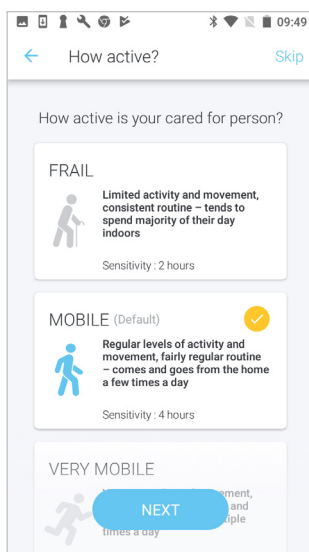 09:49
How active?
Skip
How active is your cared for person?
FRAIL
Limited activity and movement,
consistent routine – tends to
spend majority of their day
indoors
Sensitivity : 2 hours
MOBILE (Default)
Regular levels of activity and
movement, fairly regular routine
– comes and goes from the home
a few times a day
Sensitivity : 4 hours
VERY MOBILE
and
NEXT
times a day